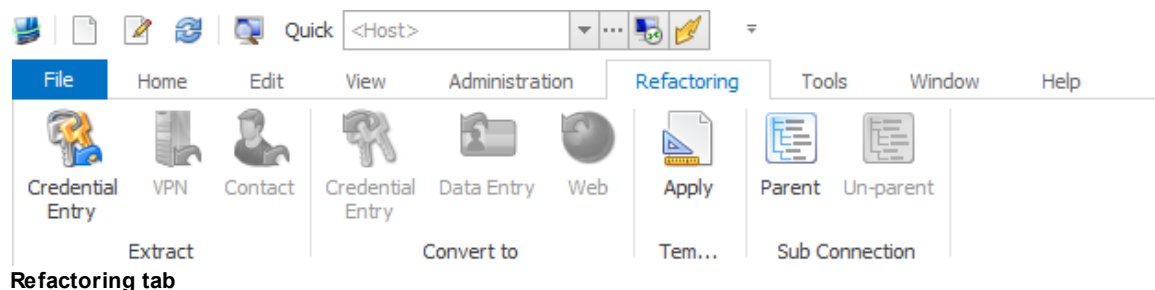 Quick <Host>
File Home Edit View Administration Refactoring Tools Window Help
Credential Entry VPN Contact Credential Entry Data Entry Web Apply Parent Un-parent
Extract Convert to Tem... Sub Connection
Refactoring tab